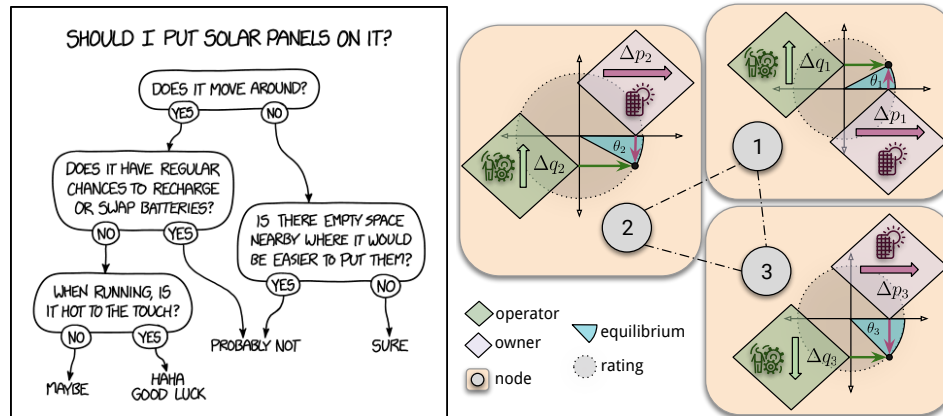 SHOULD I PUT SOLAR PANELS ON IT?
DOES IT MOVE AROUND?
YES
NO
DOES IT HAVE REGULAR
CHANCES TO RECHARGE
OR SWAP BATTERIES?
NO
YES
IS THERE EMPTY SPACE
NEARBY WHERE IT WOULD
BE EASIER TO PUT THEM?
YES
NO
WHEN RUNNING, IS
IT HOT TO THE TOUCH?
NO
YES
PROBABLY NOT
SURE
MAYBE
HAHA
GOOD LUCK
Δp₂
θ₂
Δq₂
Δq₁
θ₁
Δp₁
1
2
3
Δp₃
θ₃
Δq₃
operator
owner
node
equilibrium
rating